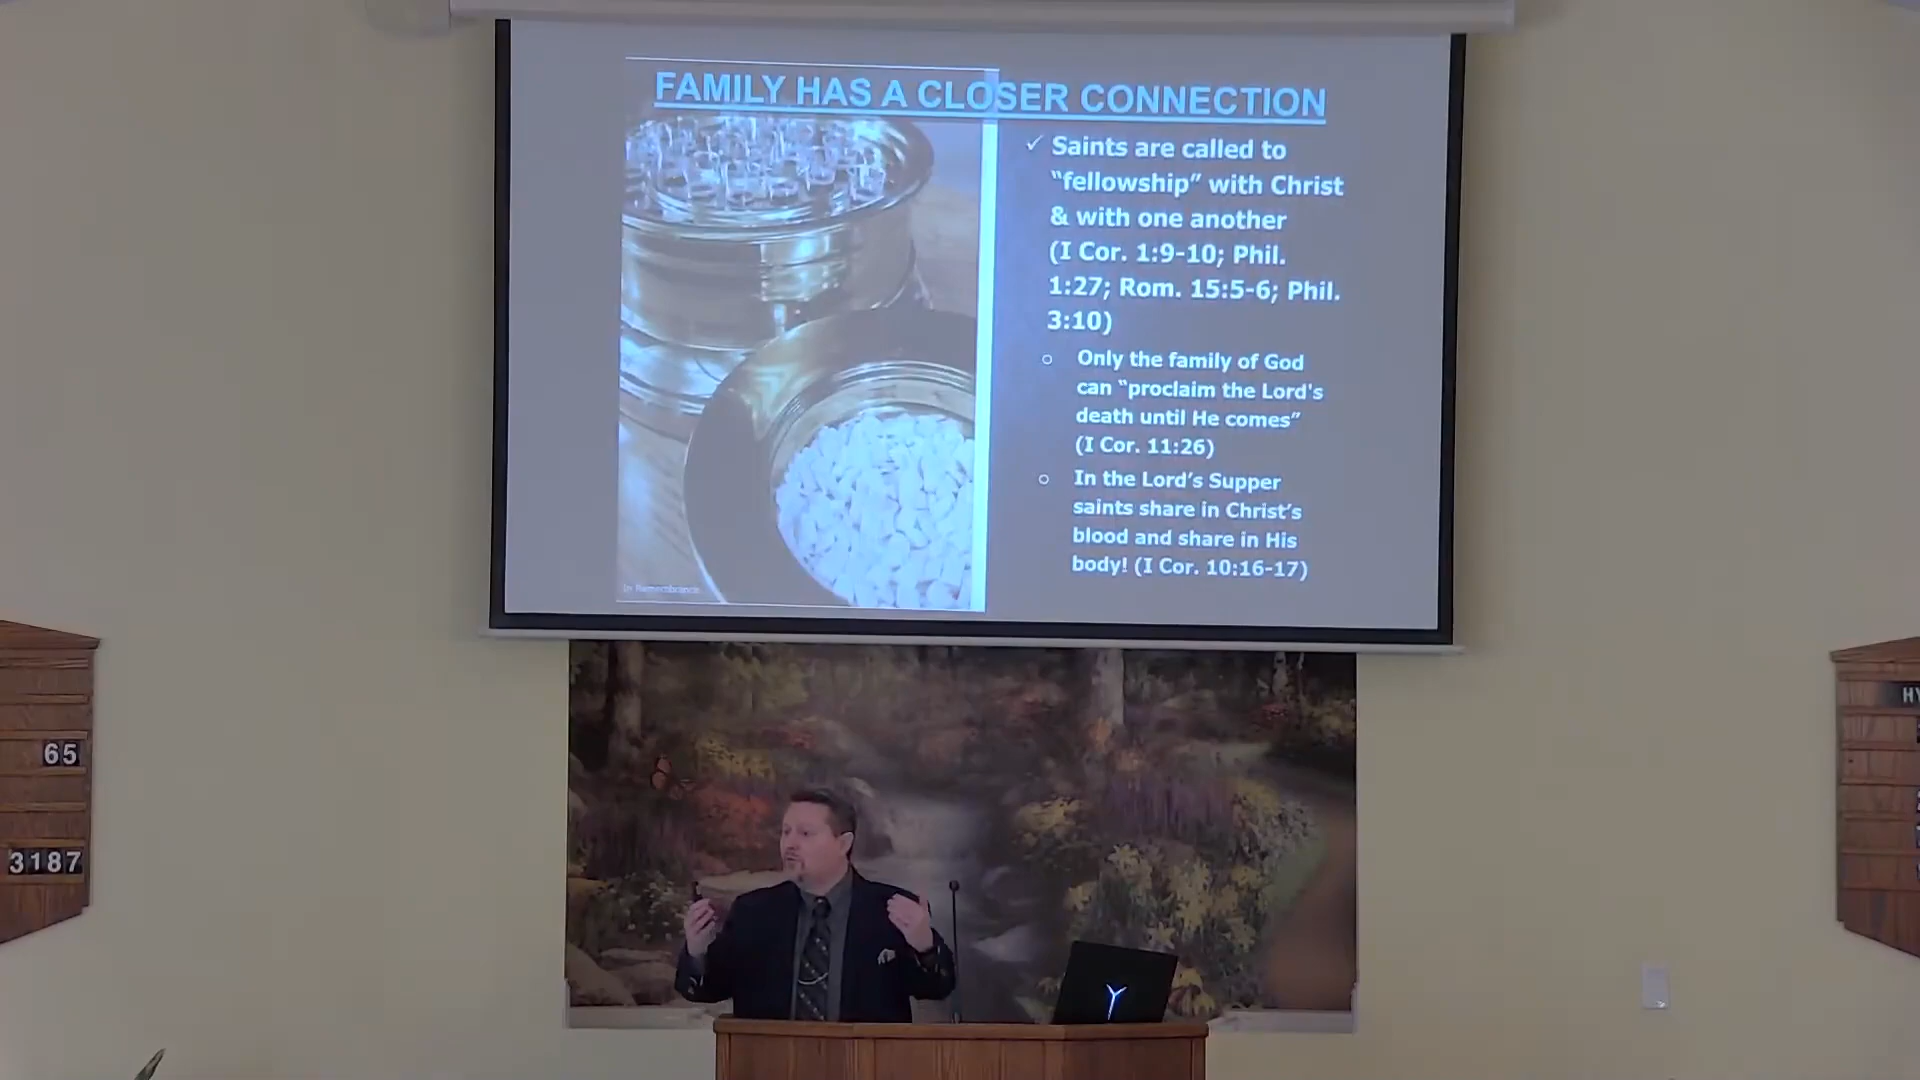 FAMILY HAS A CLOSER CONNECTION
✓ Saints are called to
“fellowship” with Christ
& with one another
(I Cor. 1:9-10; Phil.
1:27; Rom. 15:5-6; Phil.
3:10)
○ Only the family of God
can “proclaim the Lord's
death until He comes”
(I Cor. 11:26)
○ In the Lord’s Supper
saints share in Christ’s
blood and share in His
body! (I Cor. 10:16-17)
In Remembrance
65
3187
HY